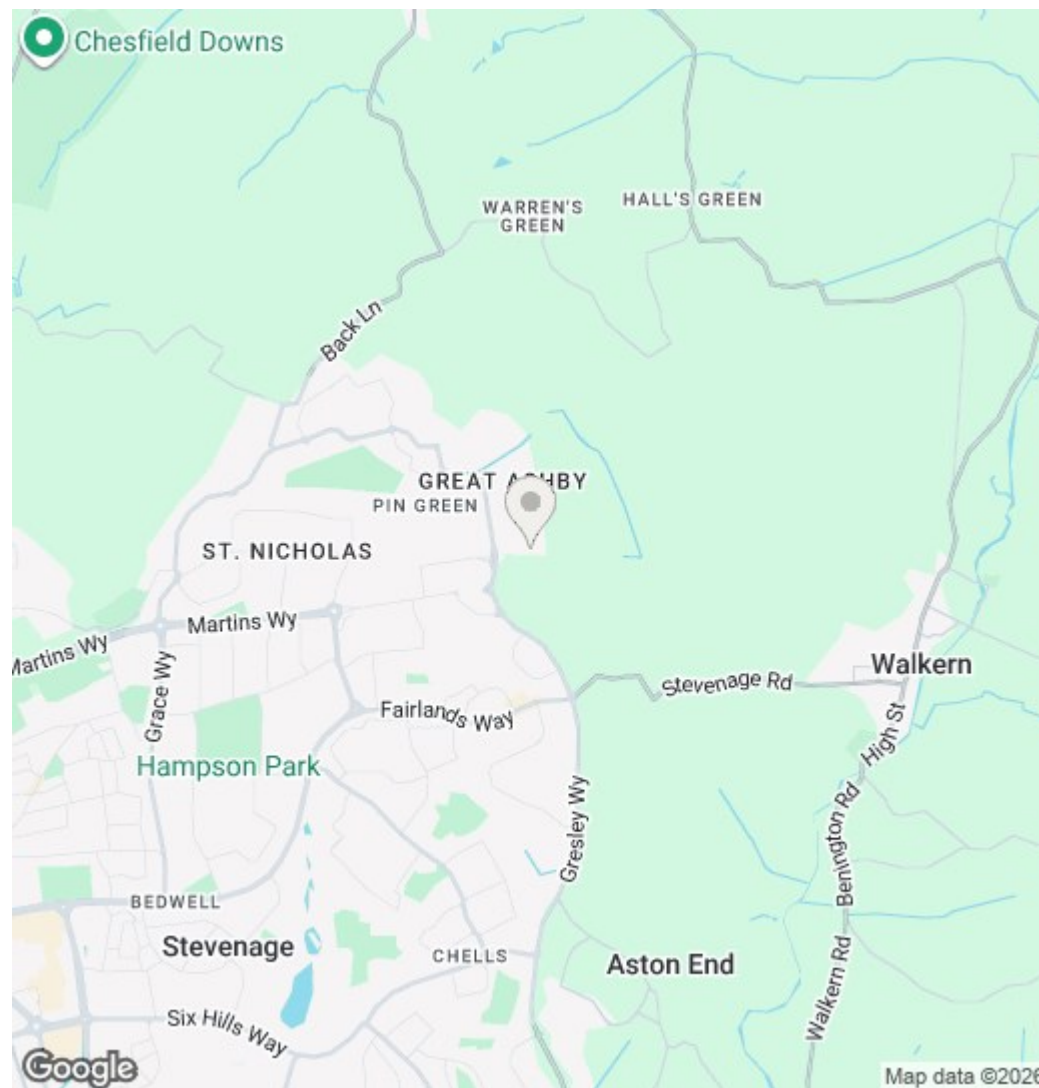 Chesfield Downs
WARREN'S
GREEN
HALL'S GREEN
Back Ln
GREAT ASHBY
PIN GREEN
ST. NICHOLAS
Martins Wy
Martins Wy
Grace Wy
Fairlands Way
Stevenage Rd
Walkern
High St
Hampson Park
Gresley Wy
Benington Rd
BEDWELL
Stevenage
CHELLS
Aston End
Walkern Rd
Six Hills Way
Google
Map data ©2026